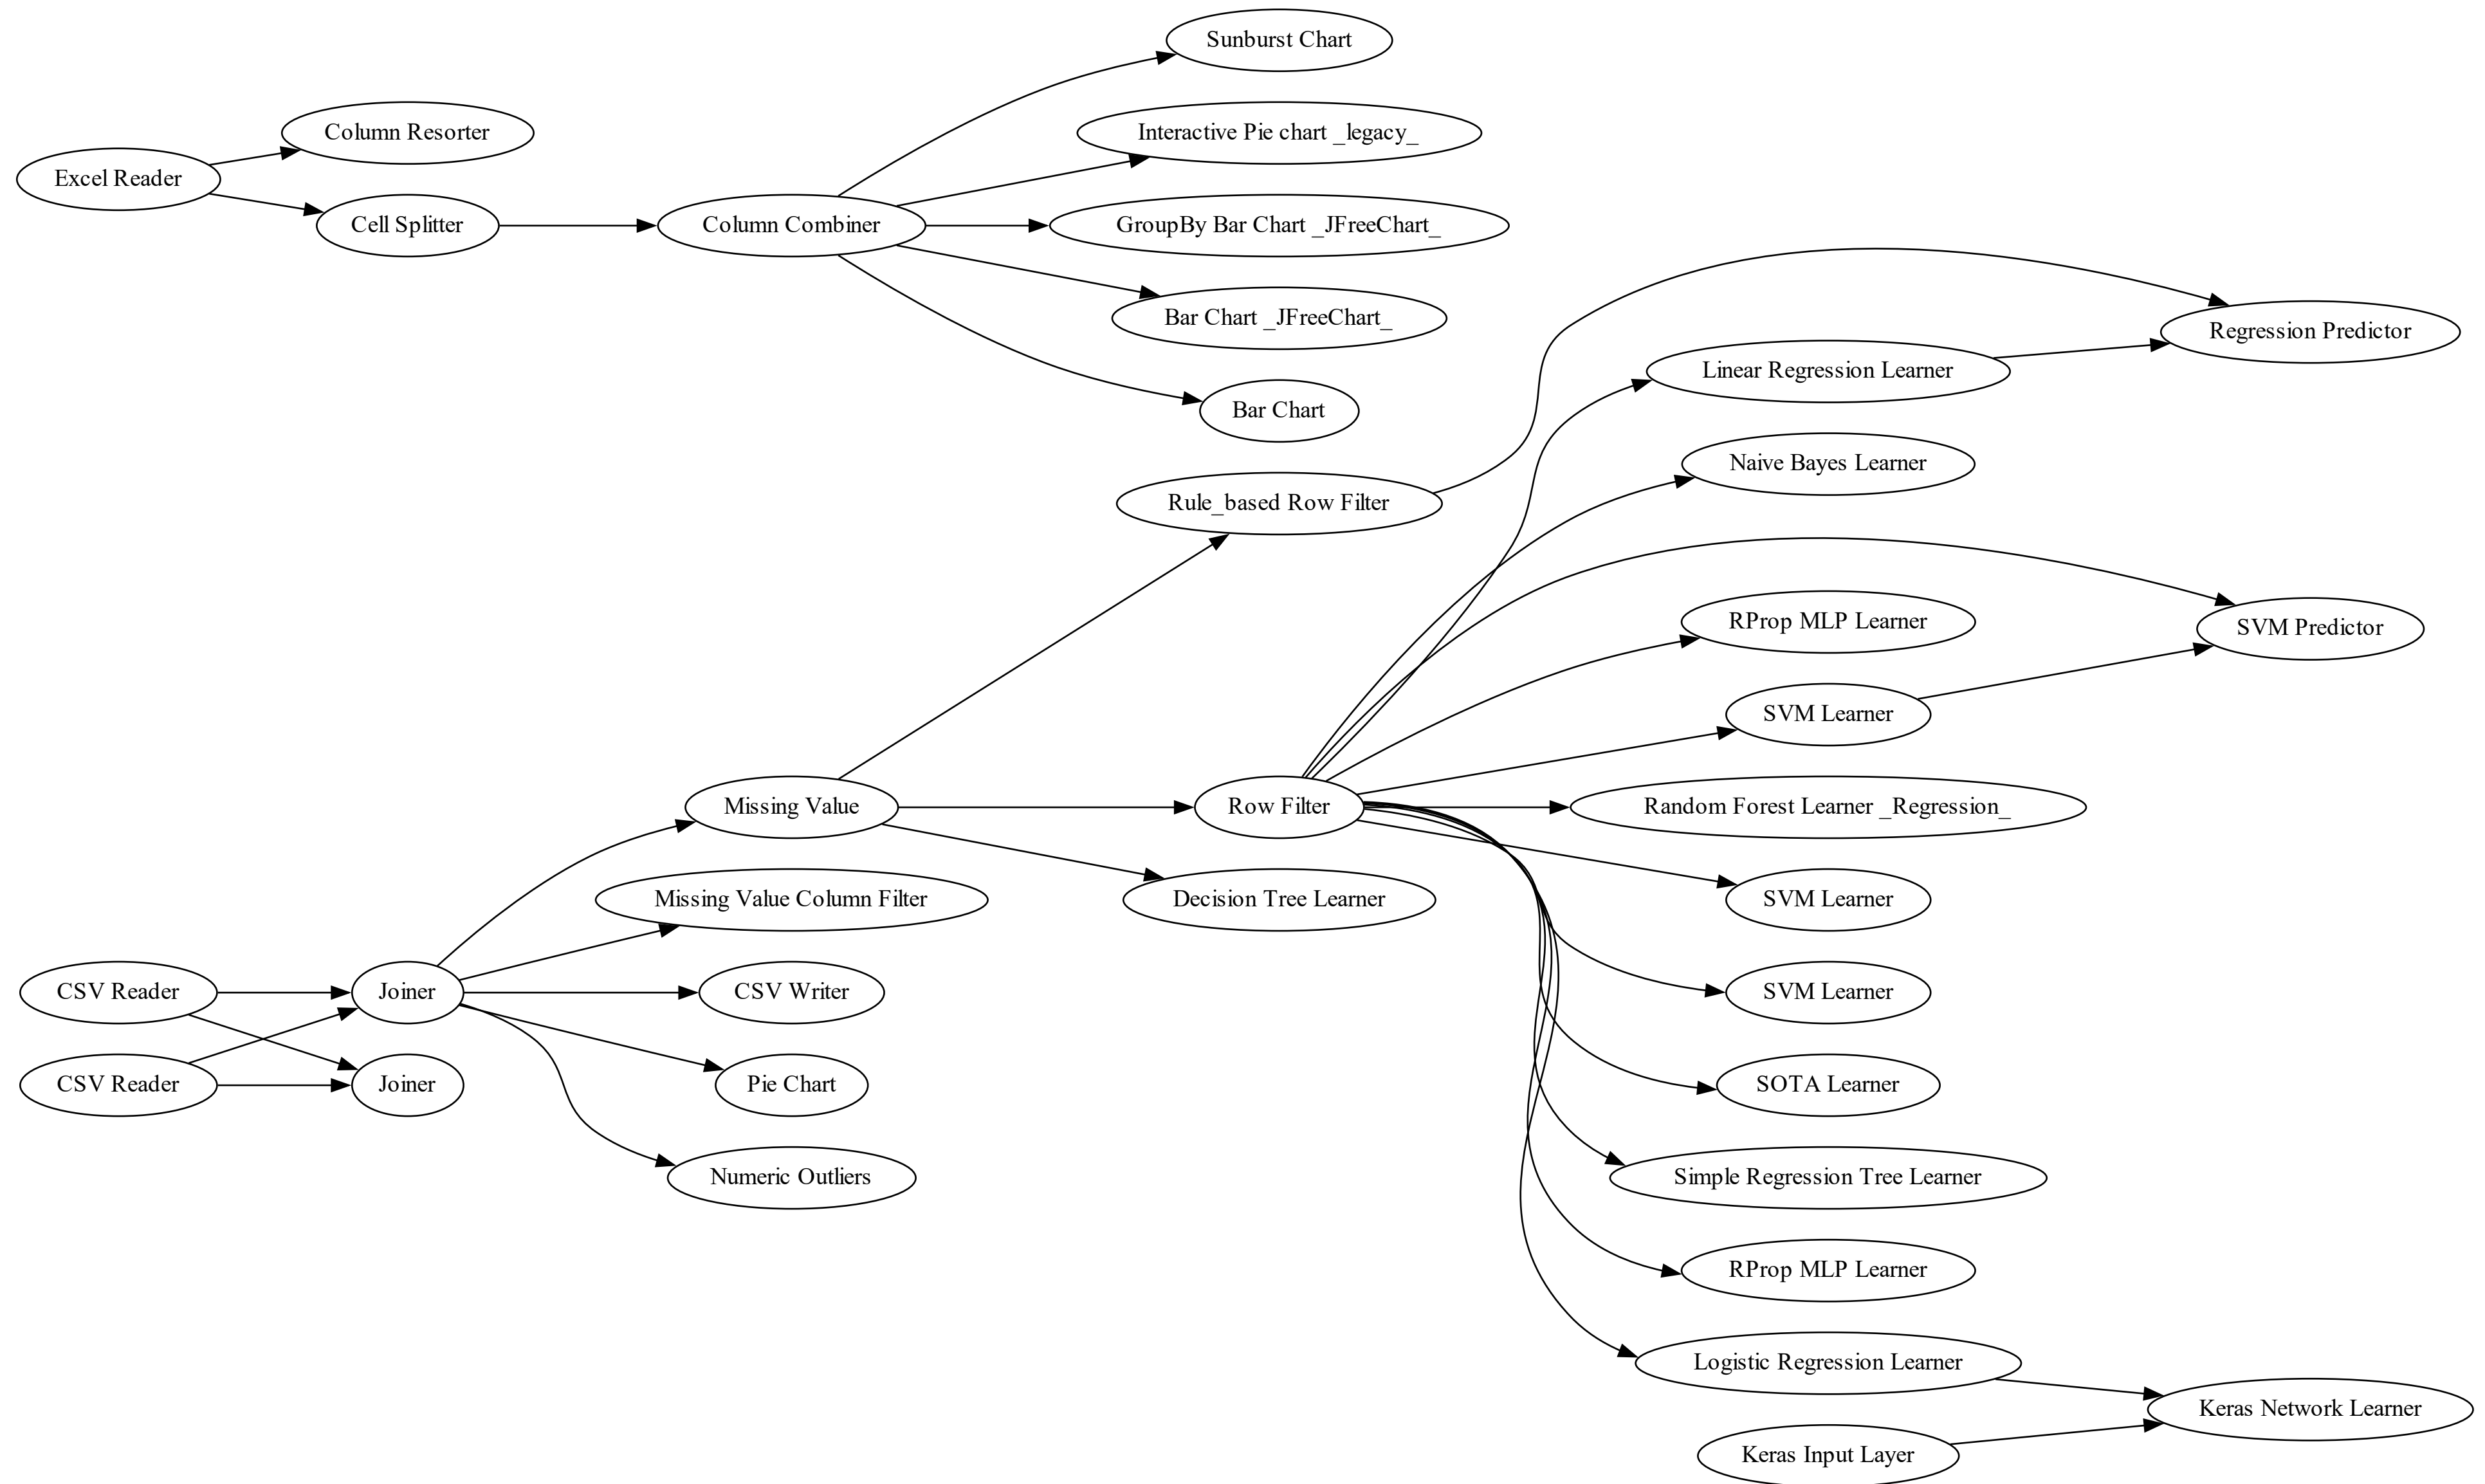 Sunburst Chart
Column Resorter
Interactive Pie chart _legacy_
Excel Reader
Cell Splitter
Column Combiner
GroupBy Bar Chart _JFreeChart_
Bar Chart _JFreeChart_
Regression Predictor
Linear Regression Learner
Bar Chart
Naive Bayes Learner
Rule_based Row Filter
RProp MLP Learner
SVM Predictor
SVM Learner
Missing Value
Row Filter
Random Forest Learner _Regression_
Missing Value Column Filter
Decision Tree Learner
SVM Learner
CSV Reader
Joiner
CSV Writer
SVM Learner
CSV Reader
Joiner
Pie Chart
SOTA Learner
Numeric Outliers
Simple Regression Tree Learner
RProp MLP Learner
Logistic Regression Learner
Keras Network Learner
Keras Input Layer